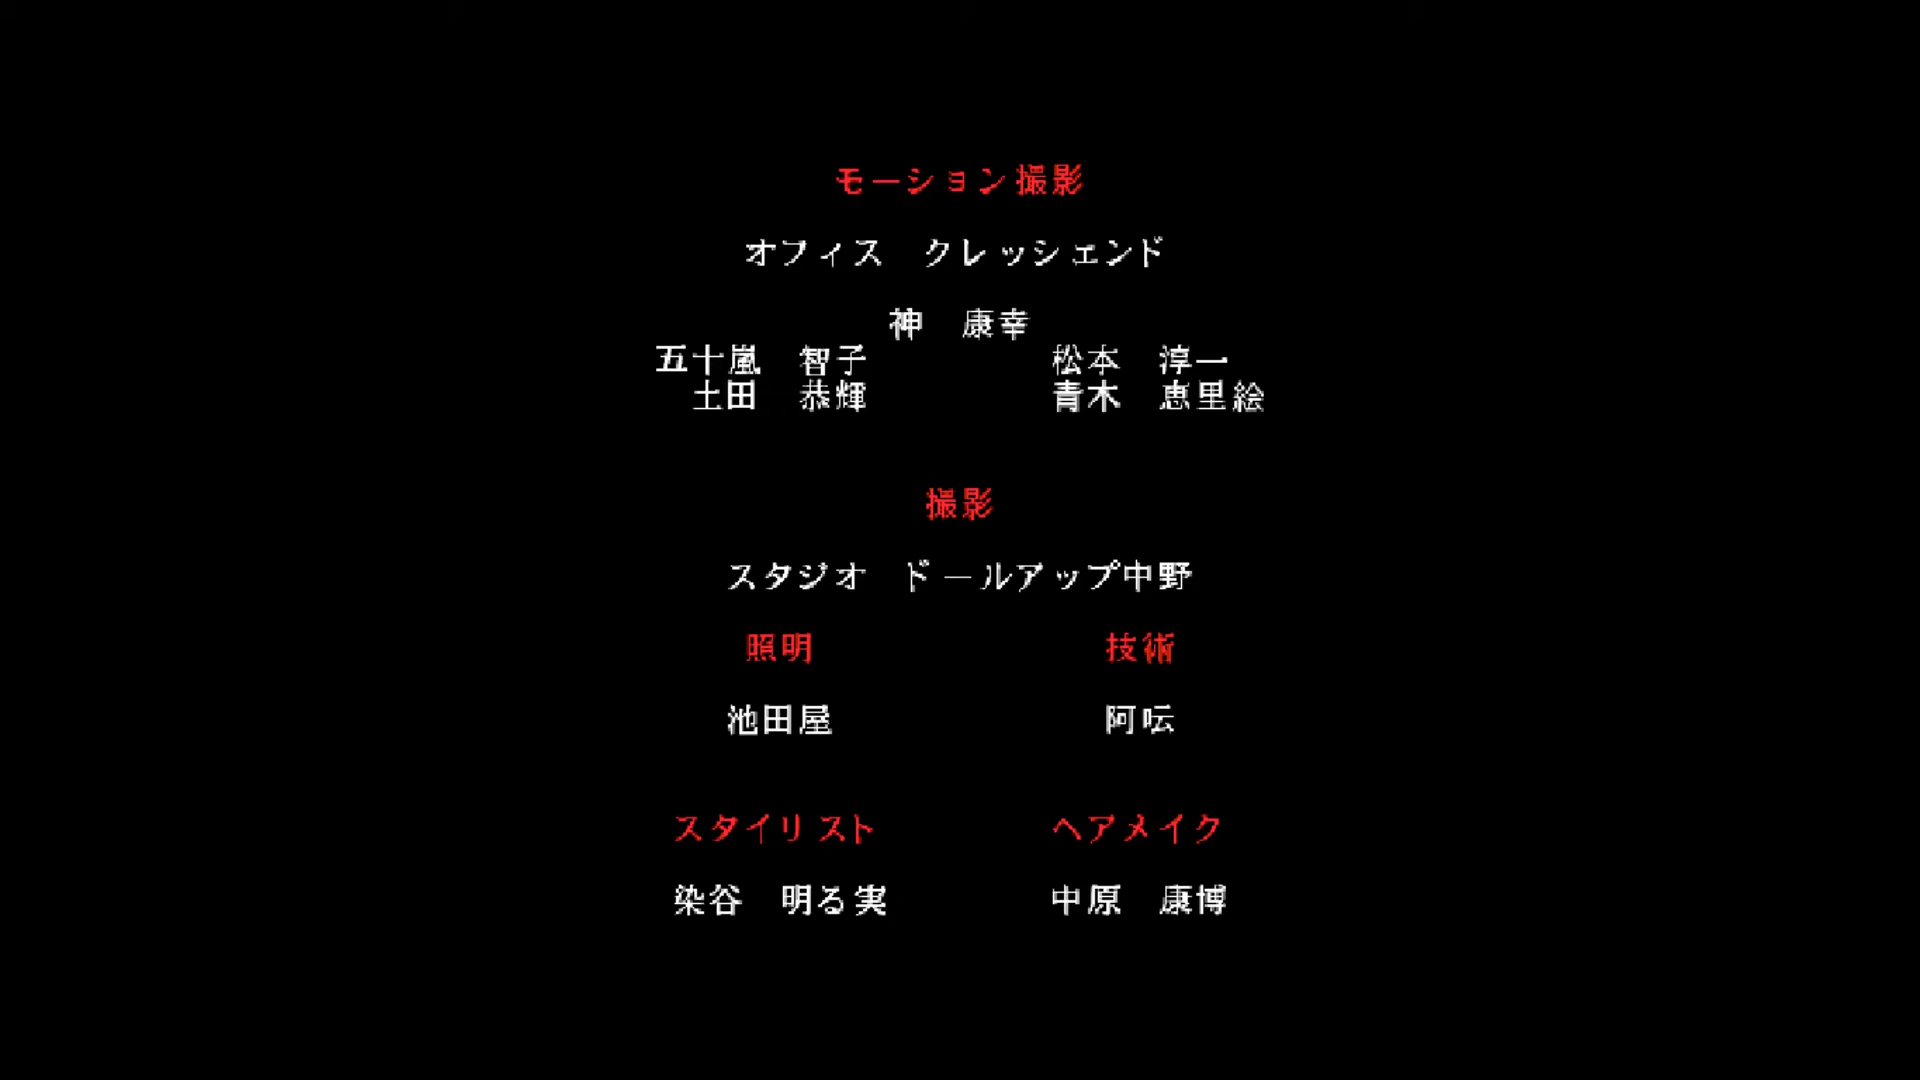 モーション撮影
オフィス　クレッシェンド
神　康幸
五十嵐　智子　　　　　松本　淳一
土田　恭輝　　　　　青木　恵里絵
撮影
スタジオ　ドールアップ中野
照明　　　　　　　　技術
池田屋　　　　　　　阿吽
スタイリスト　　　　　ヘアメイク
染谷　明る実　　　　　中原　康博